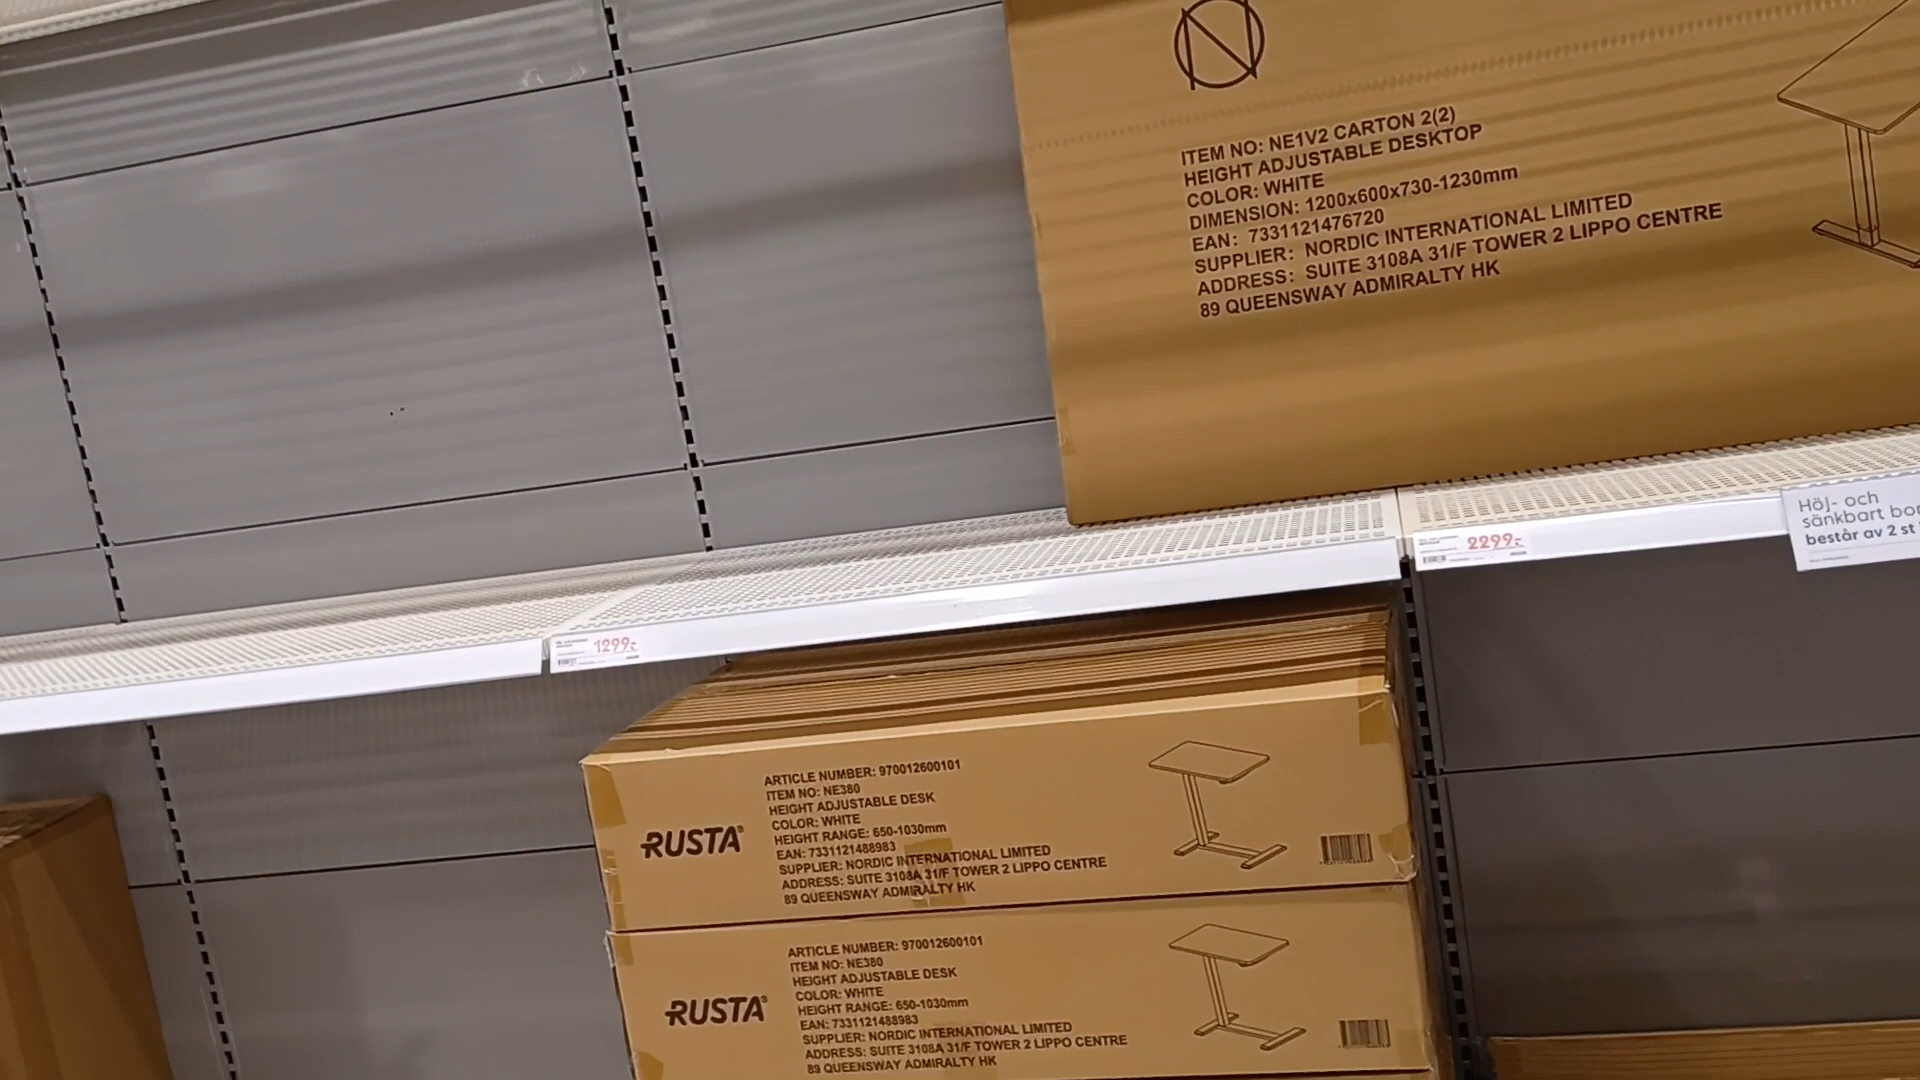 ITEM NO: NE1V2 CARTON 2(2)
HEIGHT ADJUSTABLE DESKTOP
COLOR: WHITE
DIMENSION: 1200x600x730-1230mm
EAN: 7331121476720
SUPPLIER: NORDIC INTERNATIONAL LIMITED
ADDRESS: SUITE 3108A 31/F TOWER 2 LIPPO CENTRE
89 QUEENSWAY ADMIRALTY HK
2299:-
Höj- och
sänkbart bor
består av 2 st
1299:-
RUSTA®
ARTICLE NUMBER: 970012600101
ITEM NO: NE380
HEIGHT ADJUSTABLE DESK
COLOR: WHITE
HEIGHT RANGE: 650-1030mm
EAN: 7331121488983
SUPPLIER: NORDIC INTERNATIONAL LIMITED
ADDRESS: SUITE 3108A 31/F TOWER 2 LIPPO CENTRE
89 QUEENSWAY ADMIRALTY HK
RUSTA®
ARTICLE NUMBER: 970012600101
ITEM NO: NE380
HEIGHT ADJUSTABLE DESK
COLOR: WHITE
HEIGHT RANGE: 650-1030mm
EAN: 7331121488983
SUPPLIER: NORDIC INTERNATIONAL LIMITED
ADDRESS: SUITE 3108A 31/F TOWER 2 LIPPO CENTRE
89 QUEENSWAY ADMIRALTY HK